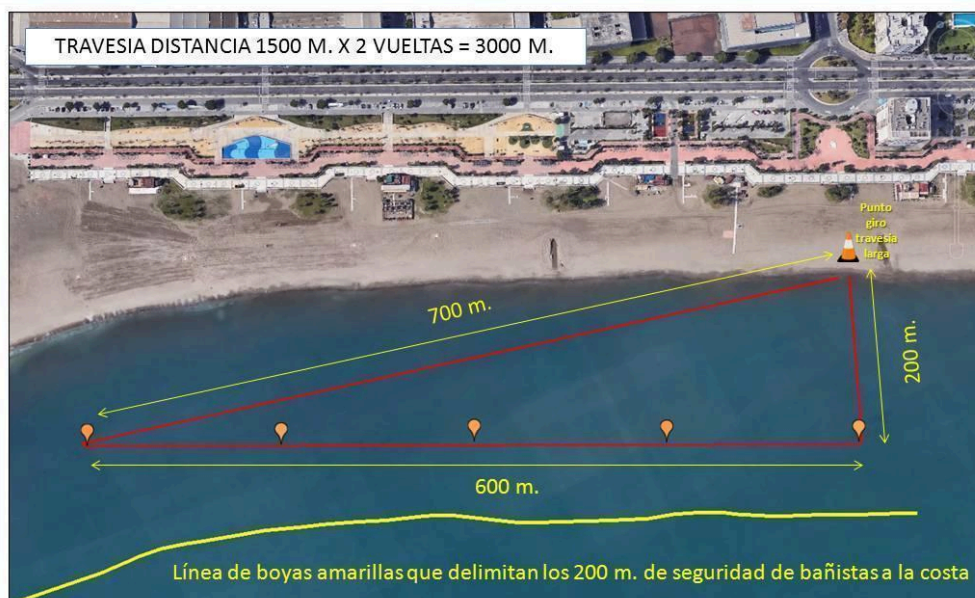 TRAVESIA DISTANCIA 1500 M. X 2 VUELTAS = 3000 M.
Punto
giro
travesia
larga
700 m.
200 m.
600 m.
Línea de boyas amarillas que delimitan los 200 m. de seguridad de bañistas a la costa